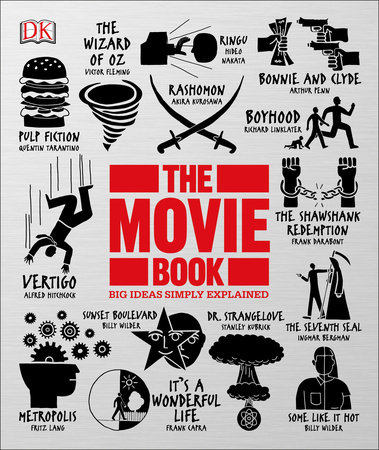 DK
THE
WIZARD
OF OZ
VICTOR FLEMING
RINGU
HIDEO
NAKATA
BONNIE AND CLYDE
ARTHUR PENN
RASHOMON
AKIRA KUROSAWA
BOYHOOD
RICHARD LINKLATER
PULP FICTION
QUENTIN TARANTINO
THE
MOVIE
BOOK
BIG IDEAS SIMPLY EXPLAINED
THE SHAWSHANK
REDEMPTION
FRANK DARABONT
VERTIGO
ALFRED HITCHCOCK
SUNSET BOULEVARD
BILLY WILDER
DR. STRANGELOVE
STANLEY KUBRICK
THE SEVENTH SEAL
INGMAR BERGMAN
METROPOLIS
FRITZ LANG
IT'S A
WONDERFUL
LIFE
FRANK CAPRA
SOME LIKE IT HOT
BILLY WILDER